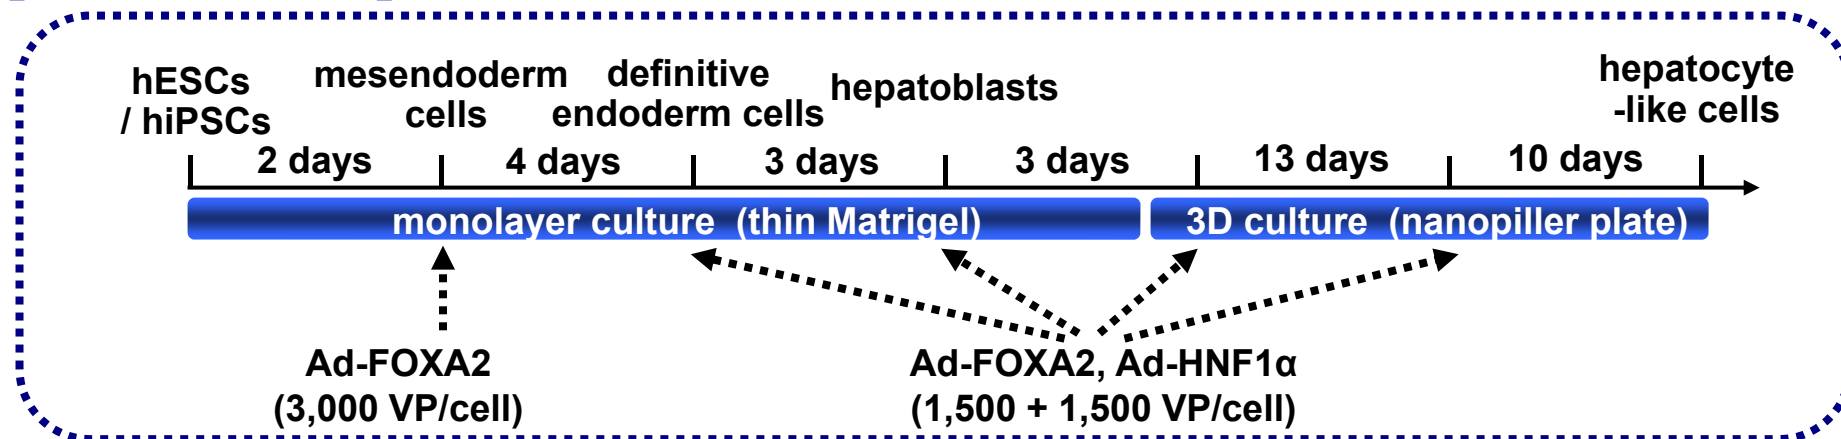 hESCs
/ hiPSCs
mesendoderm
cells
definitive
endoderm cells
hepatoblasts
hepatocyte
-like cells
2 days
4 days
3 days
3 days
13 days
10 days
monolayer culture (thin Matrigel)
3D culture (nanopiller plate)
Ad-FOXA2
(3,000 VP/cell)
Ad-FOXA2, Ad-HNF1α
(1,500 + 1,500 VP/cell)